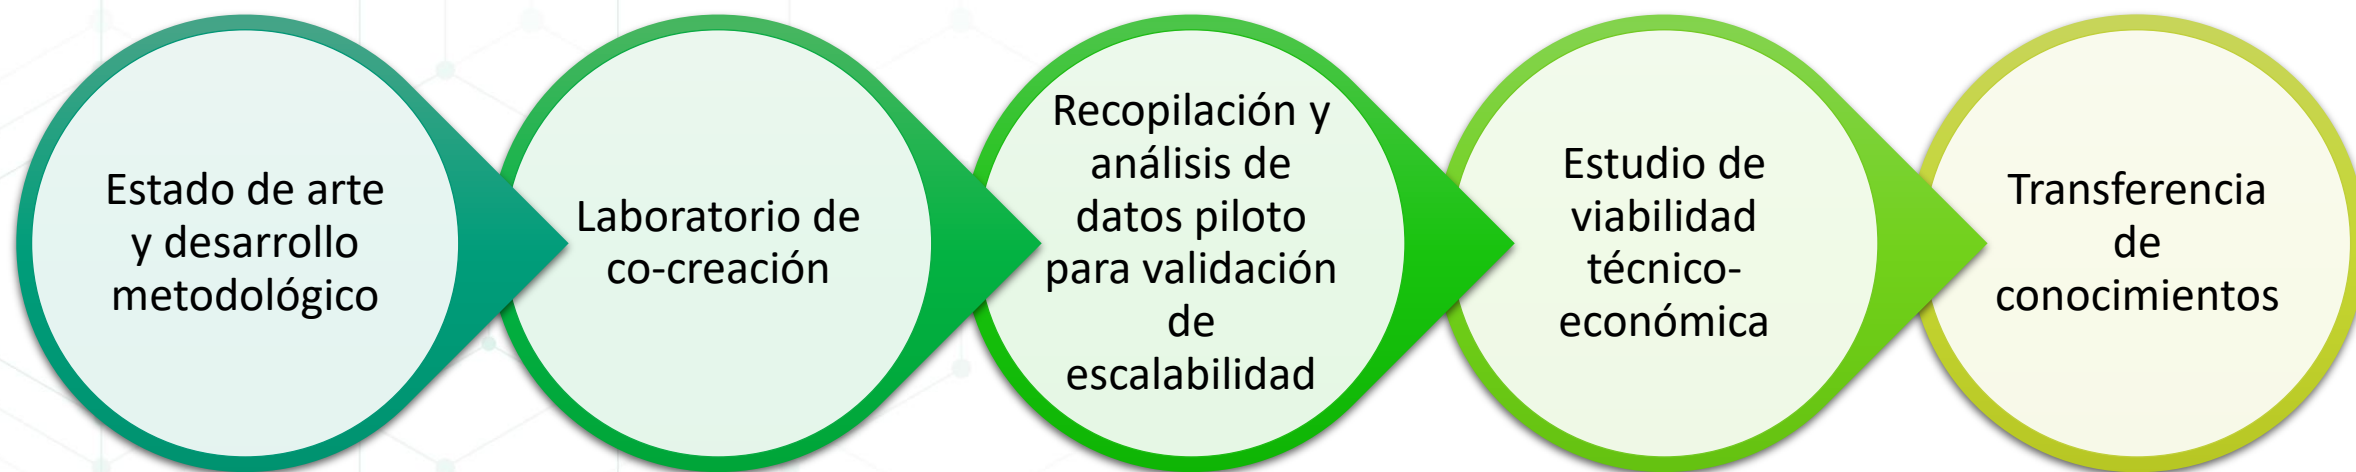 Estado de arte
y desarrollo
metodológico
Laboratorio de
co-creación
Recopilación y
análisis de
datos piloto
para validación
de
escalabilidad
Estudio de
viabilidad
técnico-
económica
Transferencia
de
conocimientos